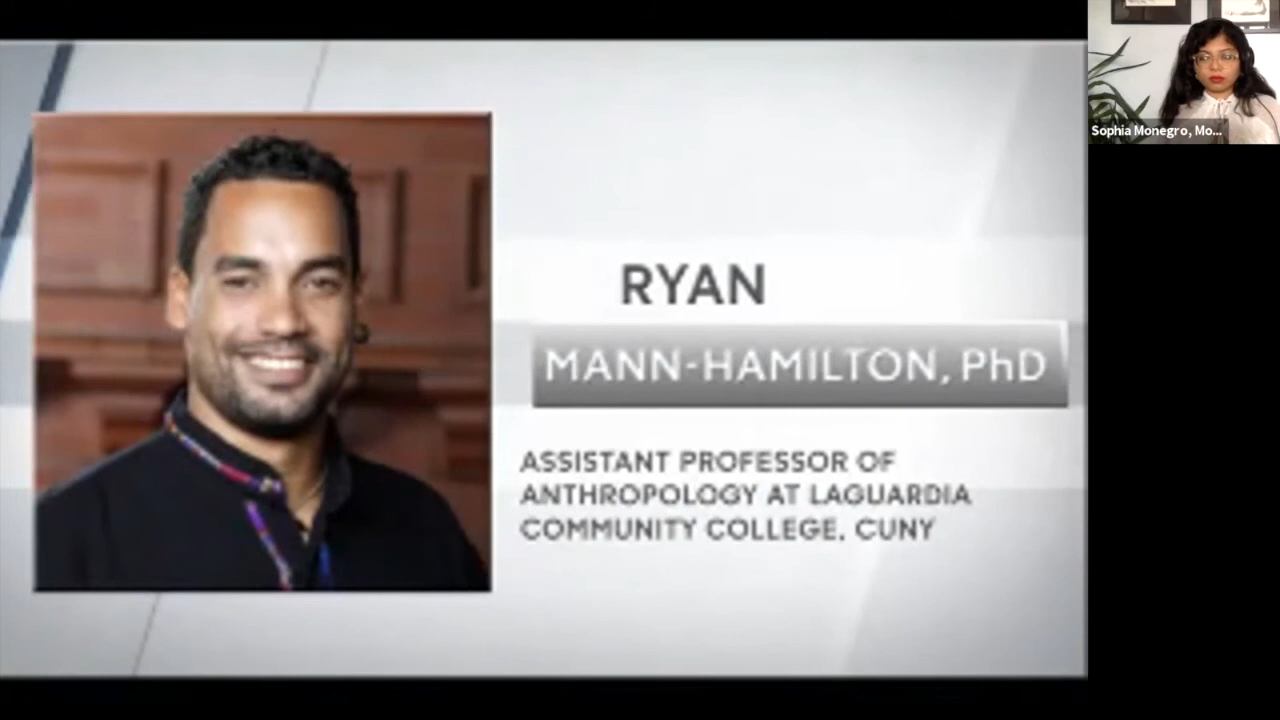 RYAN
MANN-HAMILTON, PhD
ASSISTANT PROFESSOR OF
ANTHROPOLOGY AT LAGUARDIA
COMMUNITY COLLEGE, CUNY
Sophia Monegro, Mo...